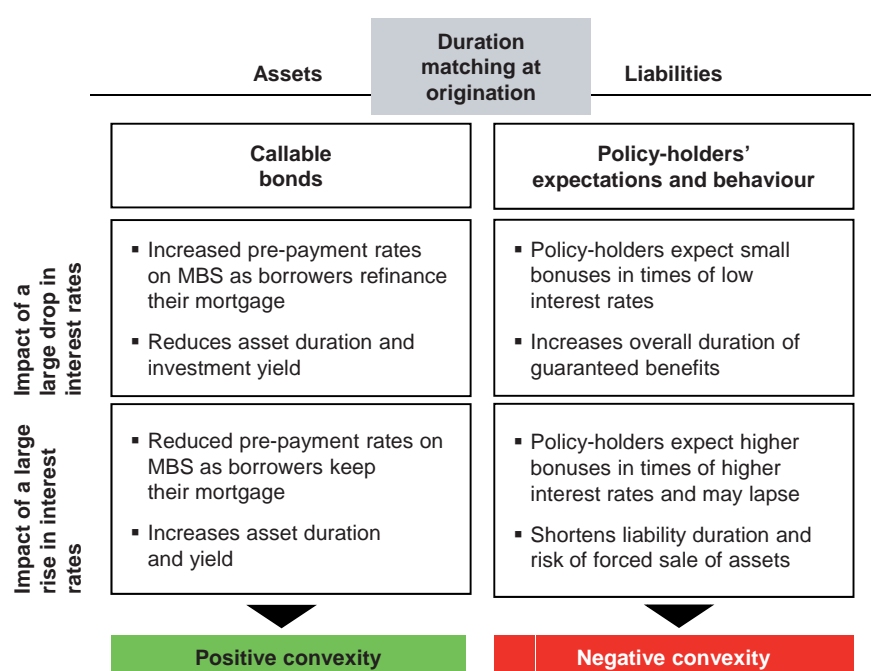 Assets
Duration
matching at
origination
Liabilities
Callable
bonds
Policy-holders’
expectations and behaviour
Impact of a
large drop in
interest rates
▪ Increased pre-payment rates
on MBS as borrowers refinance
their mortgage
▪ Reduces asset duration and
investment yield
▪ Policy-holders expect small
bonuses in times of low
interest rates
▪ Increases overall duration of
guaranteed benefits
Impact of a large
rise in interest
rates
▪ Reduced pre-payment rates on
MBS as borrowers keep
their mortgage
▪ Increases asset duration
and yield
▪ Policy-holders expect higher
bonuses in times of higher
interest rates and may lapse
▪ Shortens liability duration and
risk of forced sale of assets
Positive convexity
Negative convexity